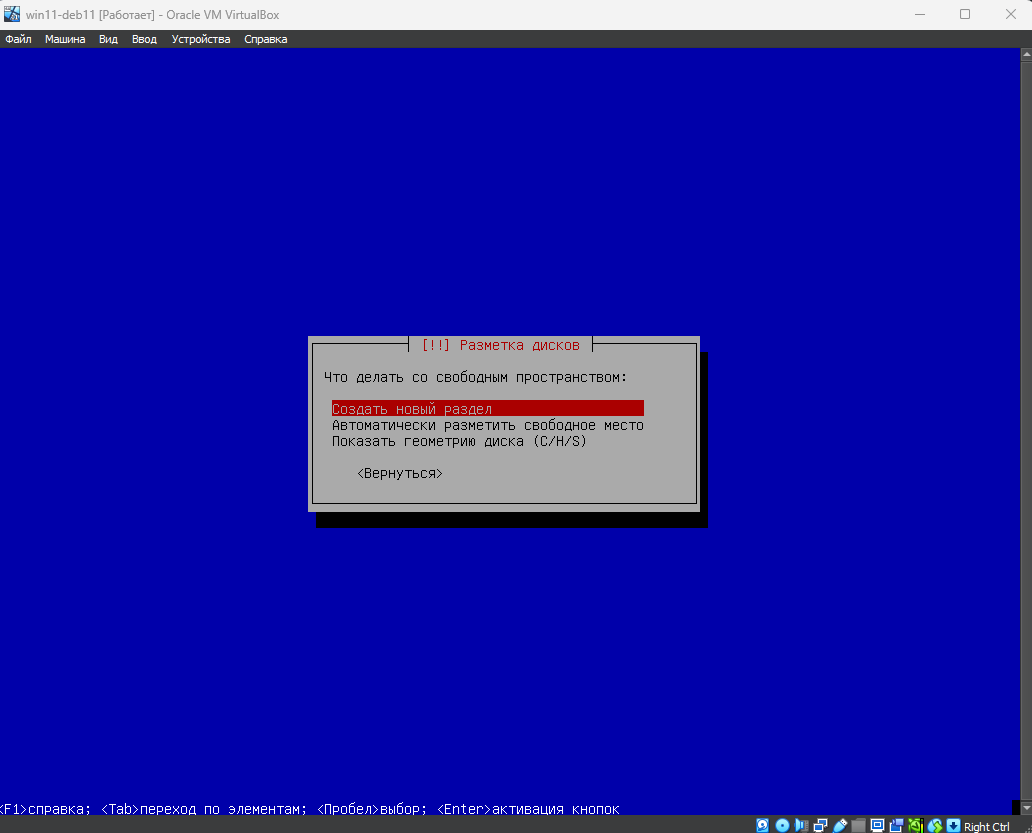 win11-deb11 [Работает] - Oracle VM VirtualBox
Файл Машина Вид Ввод Устройства Справка
[!!] Разметка дисков
Что делать со свободным пространством:
Создать новый раздел
Автоматически разметить свободное место
Показать геометрию диска (C/H/S)
<Вернуться>
<F1>справка; <Tab>переход по элементам; <Пробел>выбор; <Enter>активация кнопок
Right Ctrl